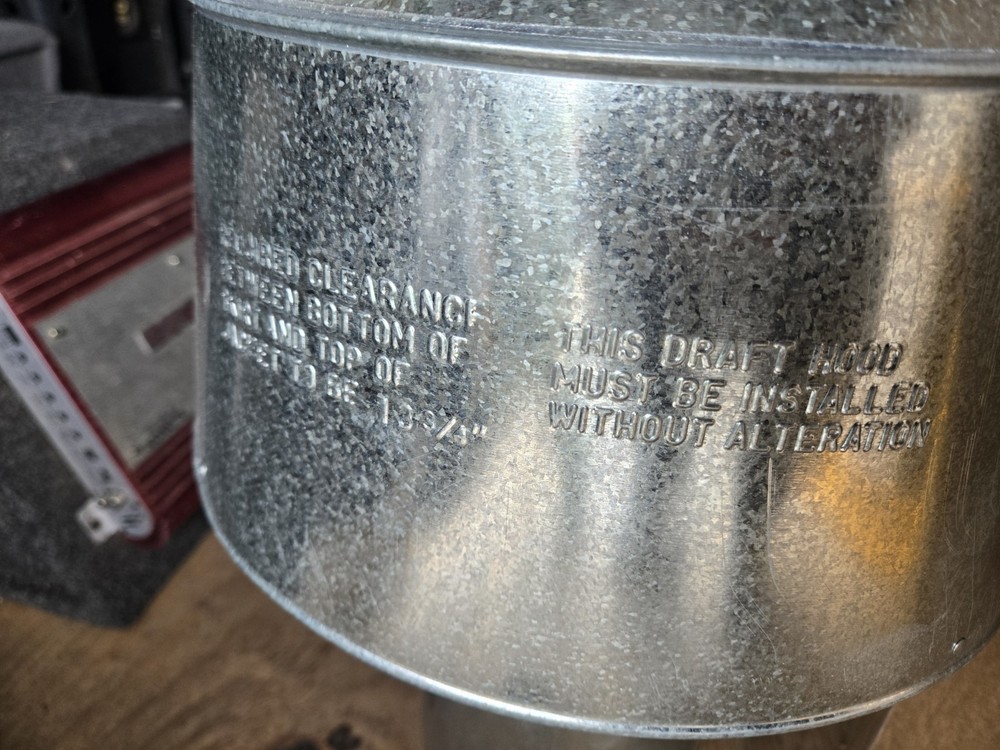 CLEARANCE
BETWEEN BOTTOM OF
AND TOP OF
TO BE 13 3/4"
THIS DRAFT HOOD
MUST BE INSTALLED
WITHOUT ALTERATION